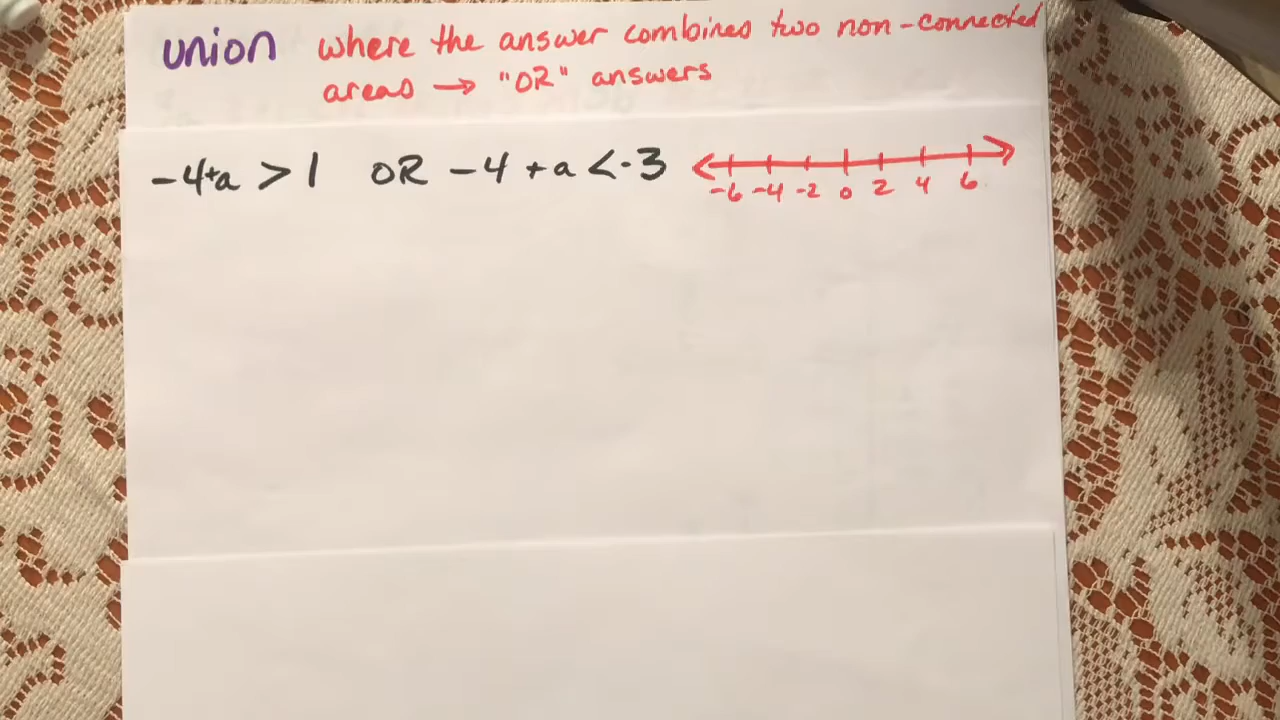 union where the answer combines two non-connected
areas → "OR" answers
-4+a > 1 OR -4 + a < -3
-6 -4 -2 0 2 4 6